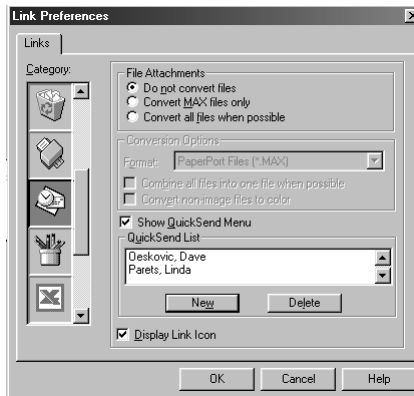 Link Preferences
Links
Category:
File Attachments
Do not convert files
Convert MAX files only
Convert all files when possible
Conversion Options
Format: PaperPort Files (*.MAX)
Combine all files into one file when possible
Convert non-image files to color
Show QuickSend Menu
QuickSend List
Oeskovic, Dave
Parets, Linda
New Delete
Display Link Icon
OK Cancel Help